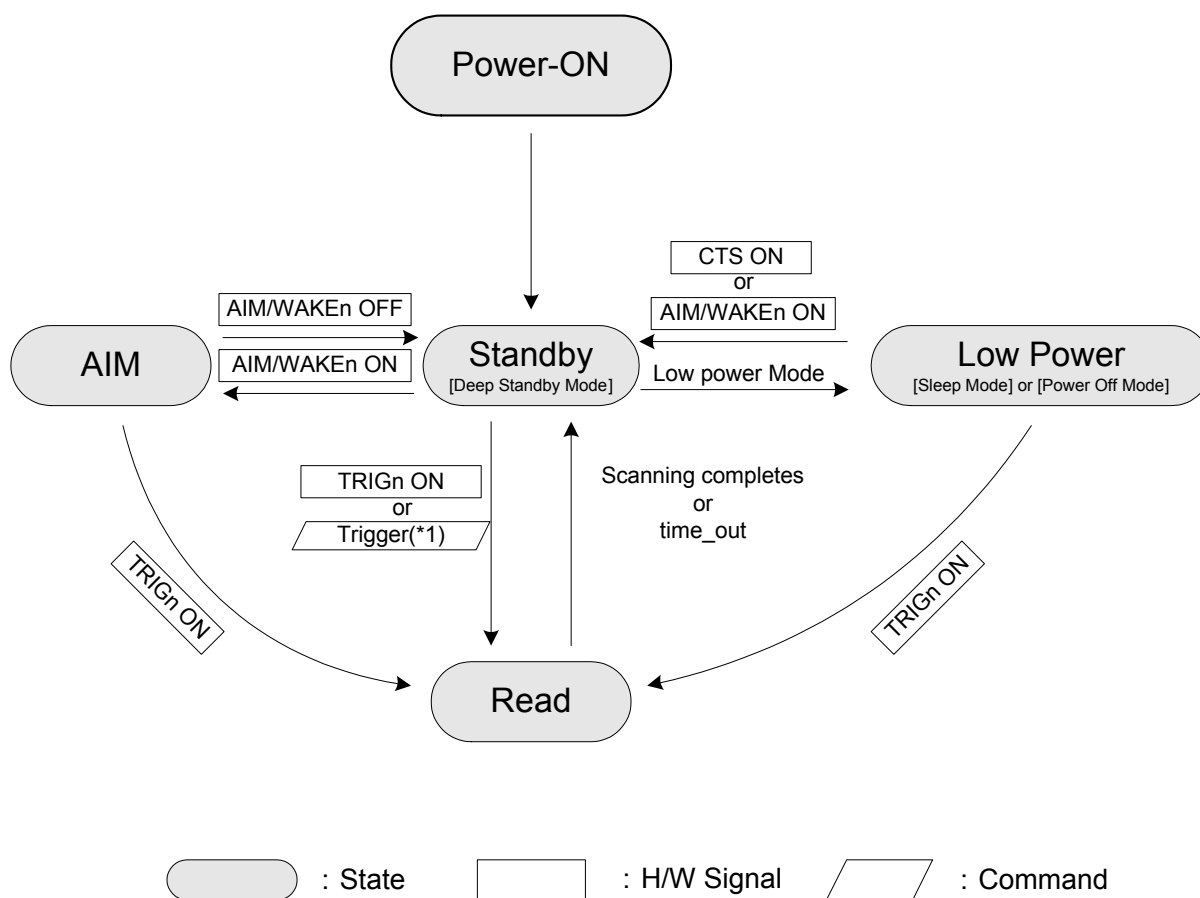 Power-ON
CTS ON
or
AIM/WAKEn ON
AIM/WAKEn OFF
AIM/WAKEn ON
AIM
Standby
[Deep Standby Mode]
Low power Mode
Low Power
[Sleep Mode] or [Power Off Mode]
TRIGn ON
or
Trigger(*1)
Scanning completes
or
time_out
TRIGn ON
TRIGn ON
Read
: State
: H/W Signal
: Command